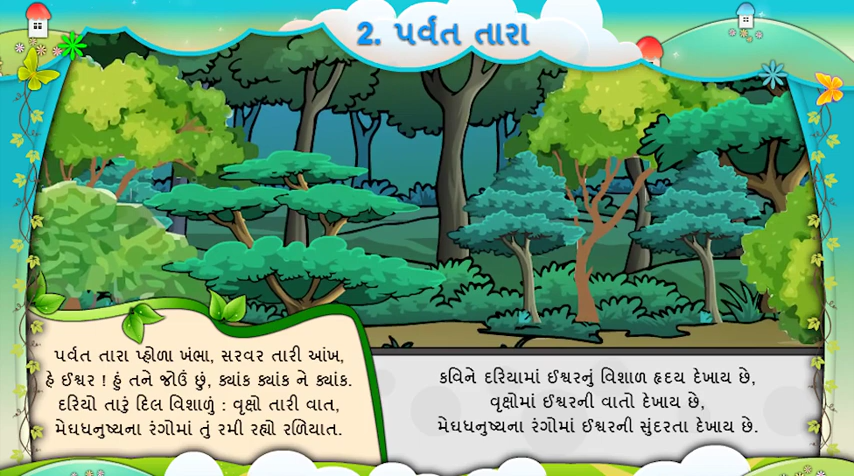 2. પર્વત તારા
પર્વત તારા પ્હોળા ખંભા, સરવર તારી આંખ,
હે ઈશ્વર ! હું તને જોઉં છું, ક્યાંક ક્યાંક ને ક્યાંક.
દરિયો તારું દિલ વિશાળું : વૃક્ષો તારી વાત,
મેઘધનુષ્યના રંગોમાં તું રમી રહ્યો રળિયાત.
કવિને દરિયામાં ઈશ્વરનું વિશાળ હૃદય દેખાય છે,
વૃક્ષોમાં ઈશ્વરની વાતો દેખાય છે,
મેઘધનુષ્યના રંગોમાં ઈશ્વરની સુંદરતા દેખાય છે.